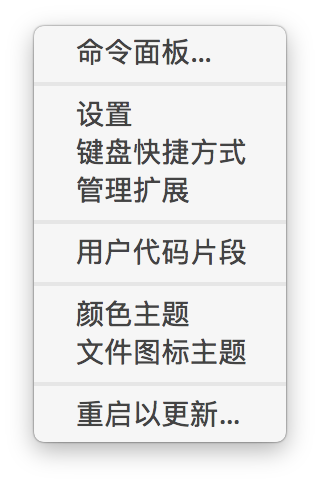 命令面板...
设置
键盘快捷方式
管理扩展
用户代码片段
颜色主题
文件图标主题
重启以更新...